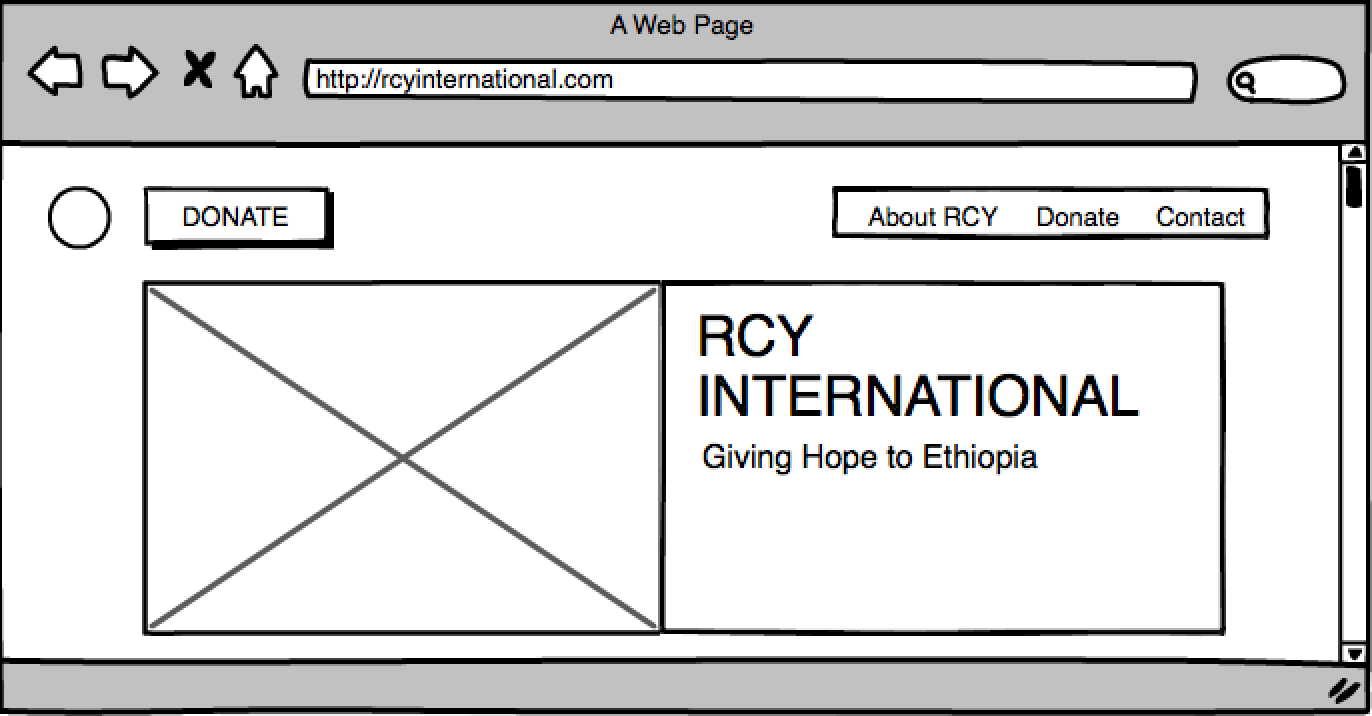 A Web Page
http://rcyinternational.com
DONATE
About RCY Donate Contact
RCY
INTERNATIONAL
Giving Hope to Ethiopia